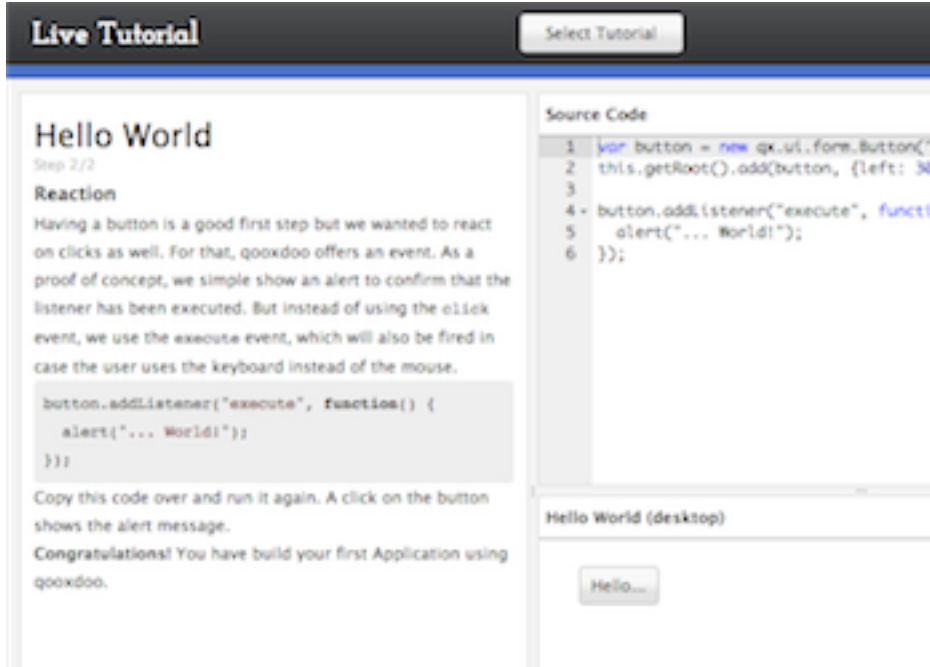 Live Tutorial
Select Tutorial
Hello World
Step 2/2
Reaction
Having a button is a good first step but we wanted to react
on clicks as well. For that, qooxdoo offers an event. As a
proof of concept, we simple show an alert to confirm that the
listener has been executed. But instead of using the click
event, we use the execute event, which will also be fired in
case the user uses the keyboard instead of the mouse.
button.addListener("execute", function() {
alert("... World!");
});
Copy this code over and run it again. A click on the button
shows the alert message.
Congratulations! You have build your first Application using
qooxdoo.
Source Code
1 var button = new qx.ui.form.Button("
2 this.getRoot().add(button, {left: 30
3
4 button.addListener("execute", functi
5 alert("... World!");
6 });
Hello World (desktop)
Hello...